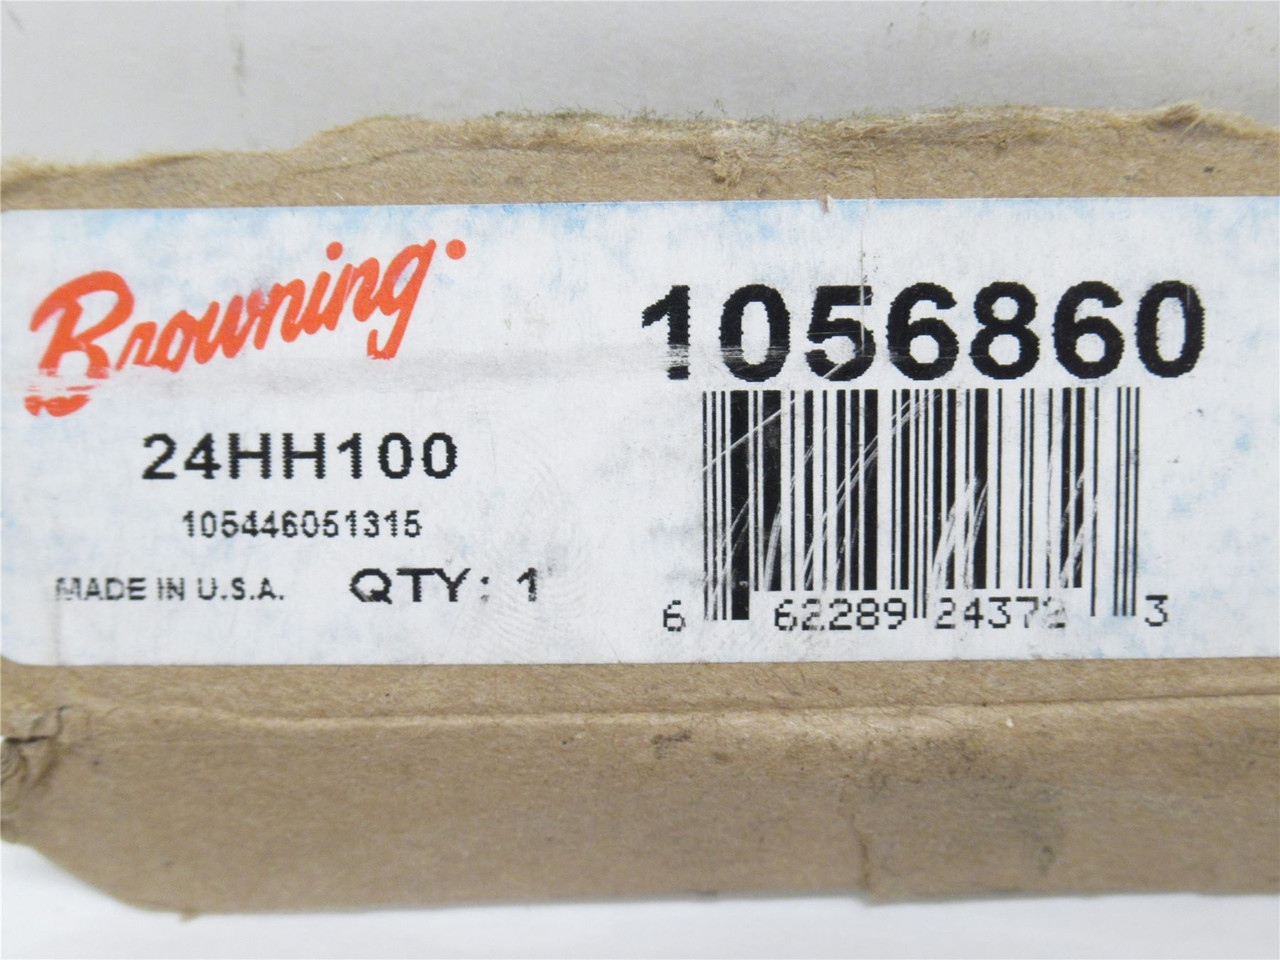 Browning
1056860
24HH100
105446051315
MADE IN U.S.A. QTY: 1
6 62289 24372 3